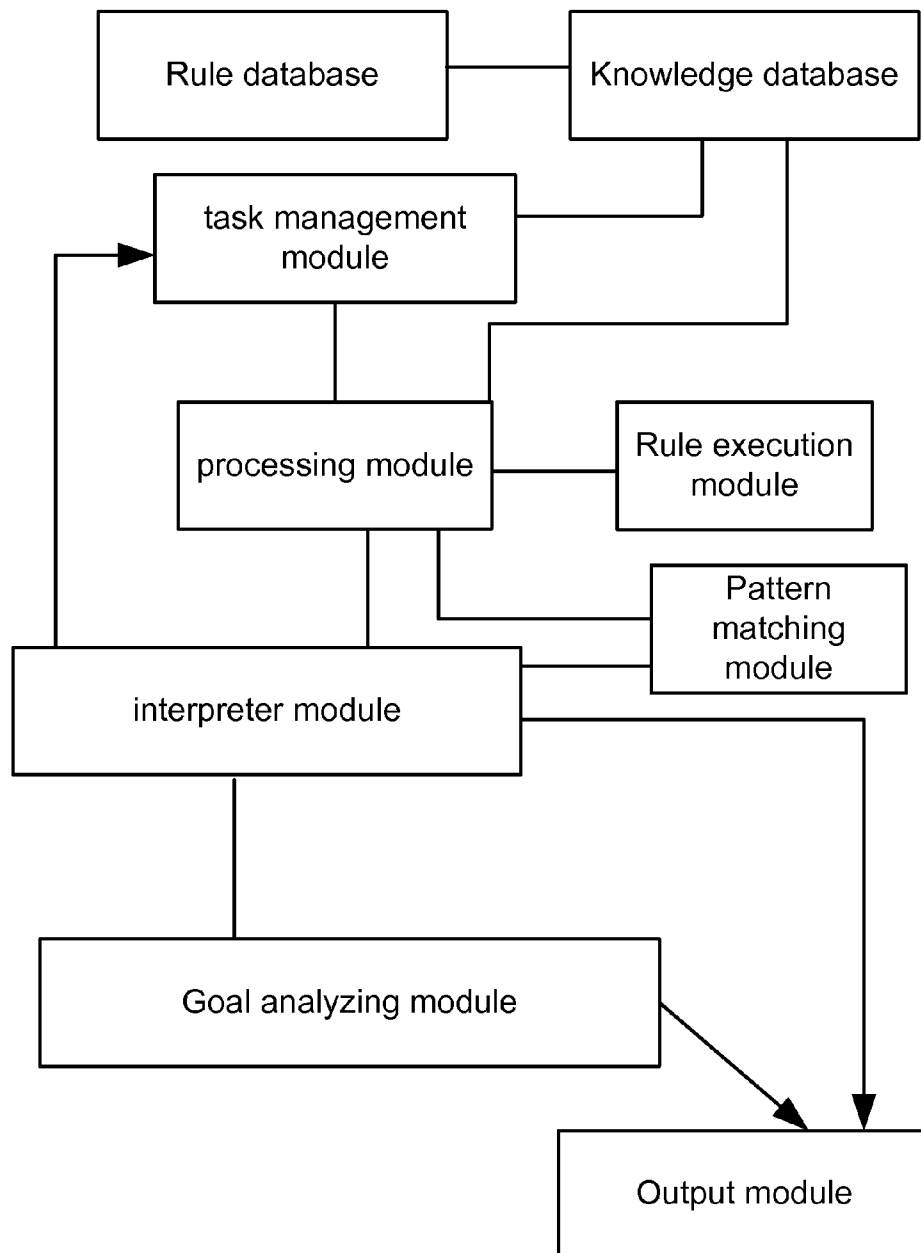 Rule database
Knowledge database
task management
module
processing module
Rule execution
module
Pattern
matching
module
interpreter module
Goal analyzing module
Output module